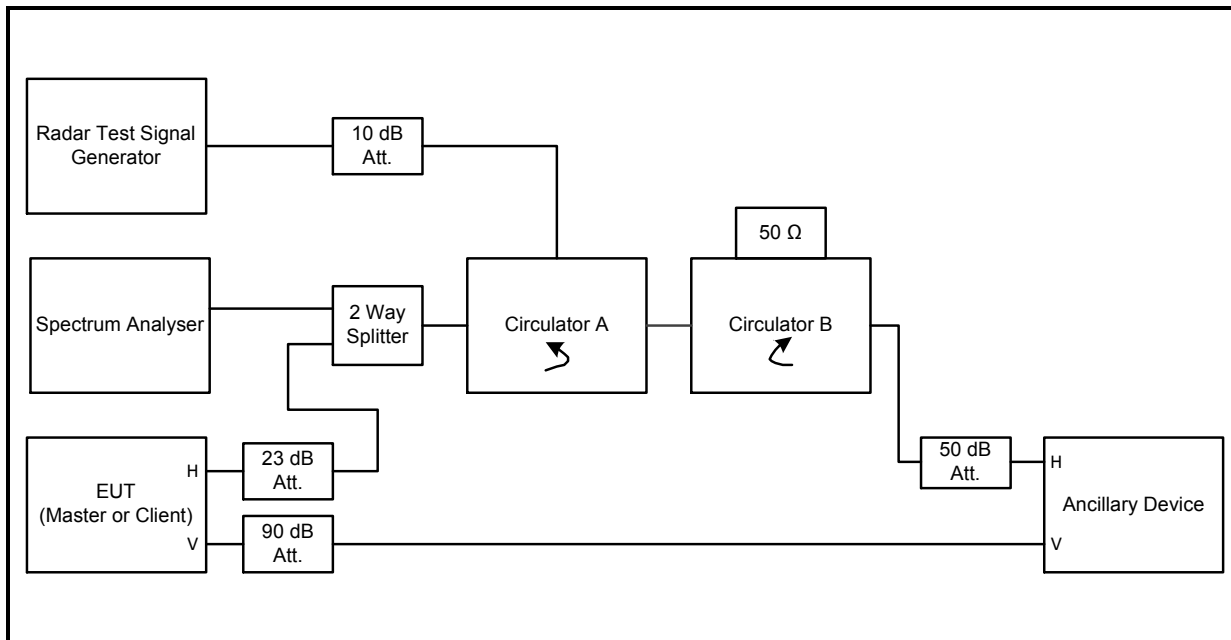 Radar Test Signal
Generator
10 dB
Att.
50 Ω
Spectrum Analyser
2 Way
Splitter
Circulator A
Circulator B
EUT
(Master or Client)
H
V
23 dB
Att.
90 dB
Att.
50 dB
Att.
H
V
Ancillary Device